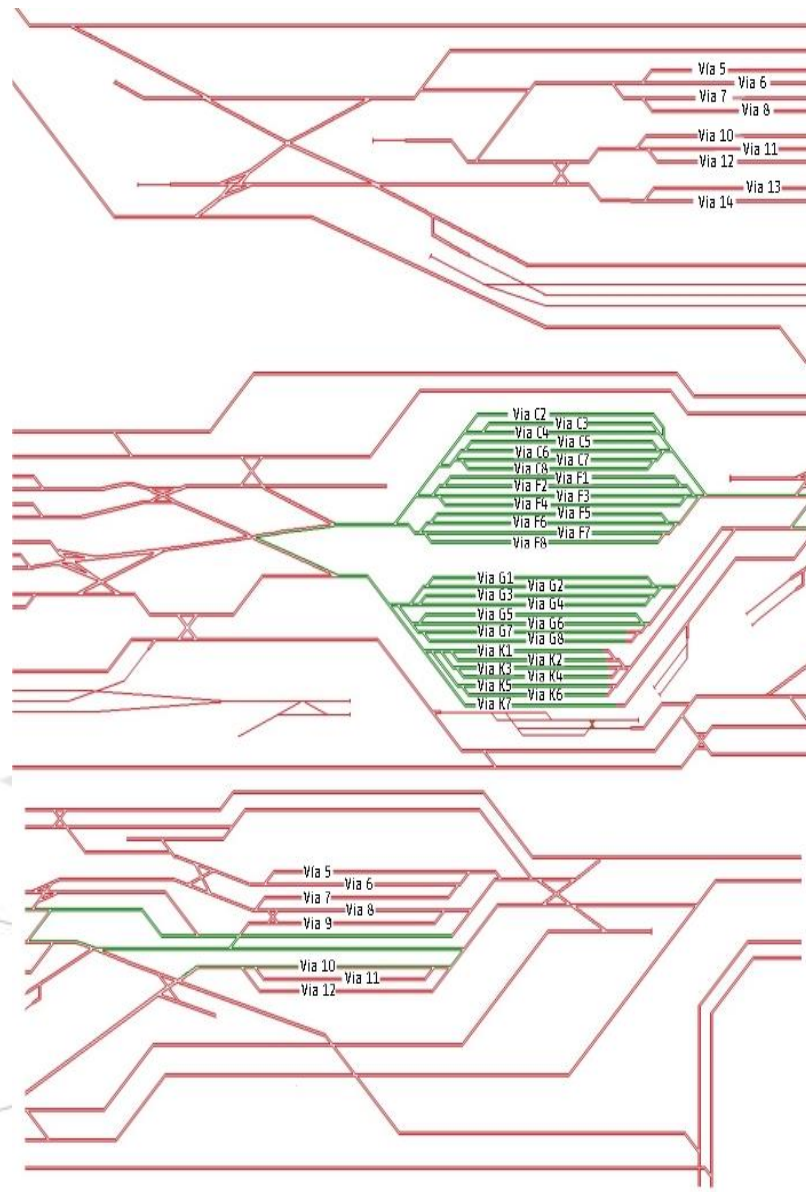 Vía 5
Via 6
Via 7
Via 8
Via 10
Via 11
Via 12
Via 13
Via 14
Via C2
Via C3
Via C4
Via C5
Via C6
Via C7
Via C8
Via F1
Via F2
Via F3
Via F4
Via F5
Via F6
Via F7
Via F8
Via G1
Via G2
Via G3
Via G4
Via G5
Via G6
Via G7
Via G8
Via K1
Via K2
Via K3
Via K4
Via K5
Via K6
Via K7
Vía 5
Via 6
Via 7
Via 8
Via 9
Via 10
Via 11
Via 12